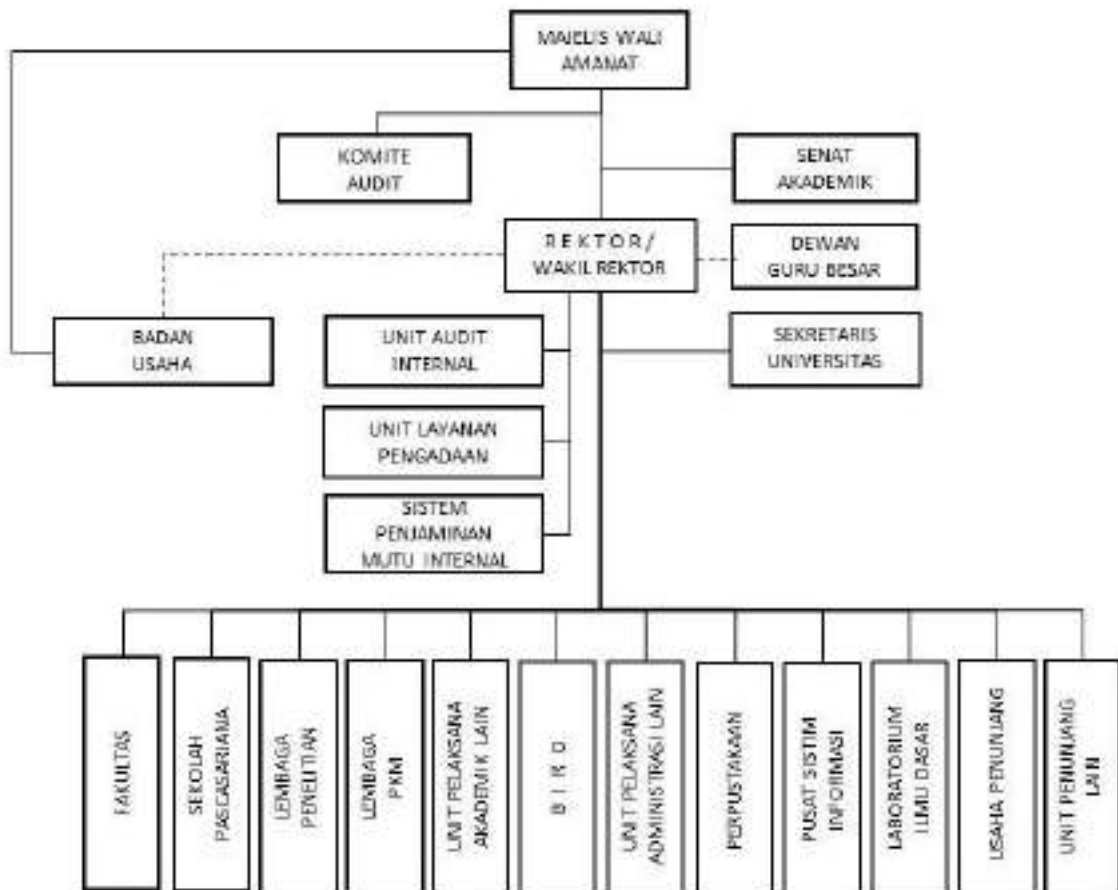 MAJELIS WALI
AMANAT
KOMITE
AUDIT
SENAT
AKADEMIK
REKTOR/
WAKIL REKTOR
DEWAN
GURU BESAR
BADAN
USAHA
UNIT AUDIT
INTERNAL
SEKRETARIS
UNIVERSITAS
UNIT LAYANAN
PENGADAAN
SISTEM
PENJAMINAN
MUTU INTERNAL
FAKULTAS
SEKOLAH
PASCASARJANA
LEMBAGA
PENELITIAN
LEMBAGA
PKM
UNIT PELAKSANA
AKADEMIK LAIN
BIRO
UNIT PELAKSANA
ADMINISTRASI LAIN
PERPUSTAKAAN
PUSAT SISTIM
INFORMASI
LABORATORIUM
ILMU DASAR
USAHA PENUNJANG
UNIT PENUNJANG
LAIN